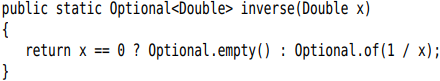 public static Optional<Double> inverse(Double x)
{
   return x == 0 ? Optional.empty() : Optional.of(1 / x);
}